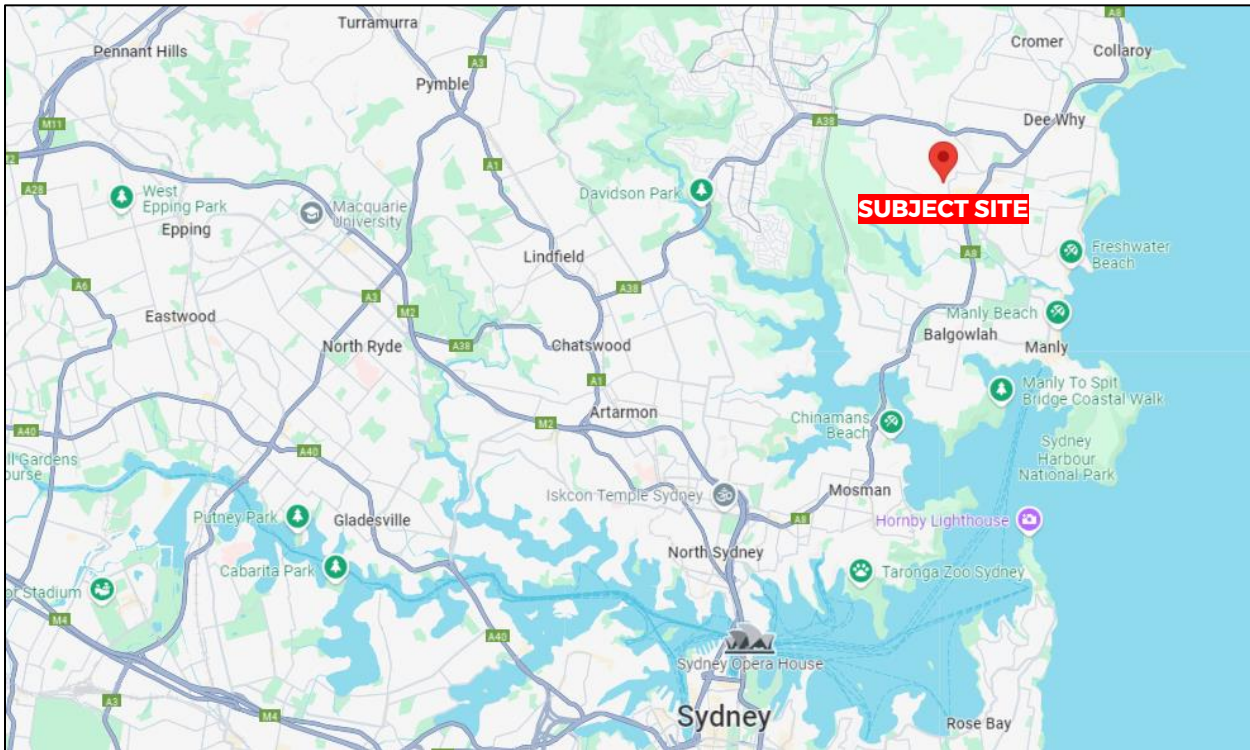 Turramurra
A3
A8
Cromer
Collaroy
Pennant Hills
Pymble
M11
A38
Dee Why
A1
A28
West
Epping Park
Epping
Macquarie
University
Davidson Park
SUBJECT SITE
Lindfield
A8
Freshwater
Beach
A6
A3
M2
A38
Manly Beach
Eastwood
North Ryde
A38
Chatswood
Balgowlah
Manly
A1
Manly To Spit
Bridge Coastal Walk
Artarmon
M2
Chinamans
Beach
A40
A40
Sydney
Harbour
National Park
ll Gardens
ourse
Iskcon Temple Sydney
Mosman
Putney Park
Gladesville
A8
Hornby Lighthouse
North Sydney
Cabarita Park
Taronga Zoo Sydney
or Stadium
M4
A40
Sydney Opera House
A3
M4
Sydney
Rose Bay